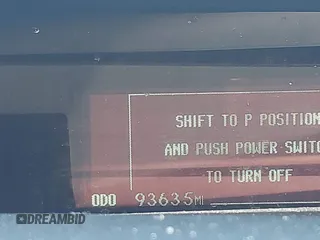 SHIFT TO P POSITION
AND PUSH POWER SWITC
TO TURN OFF
ODO 93635MI
DREAMBID